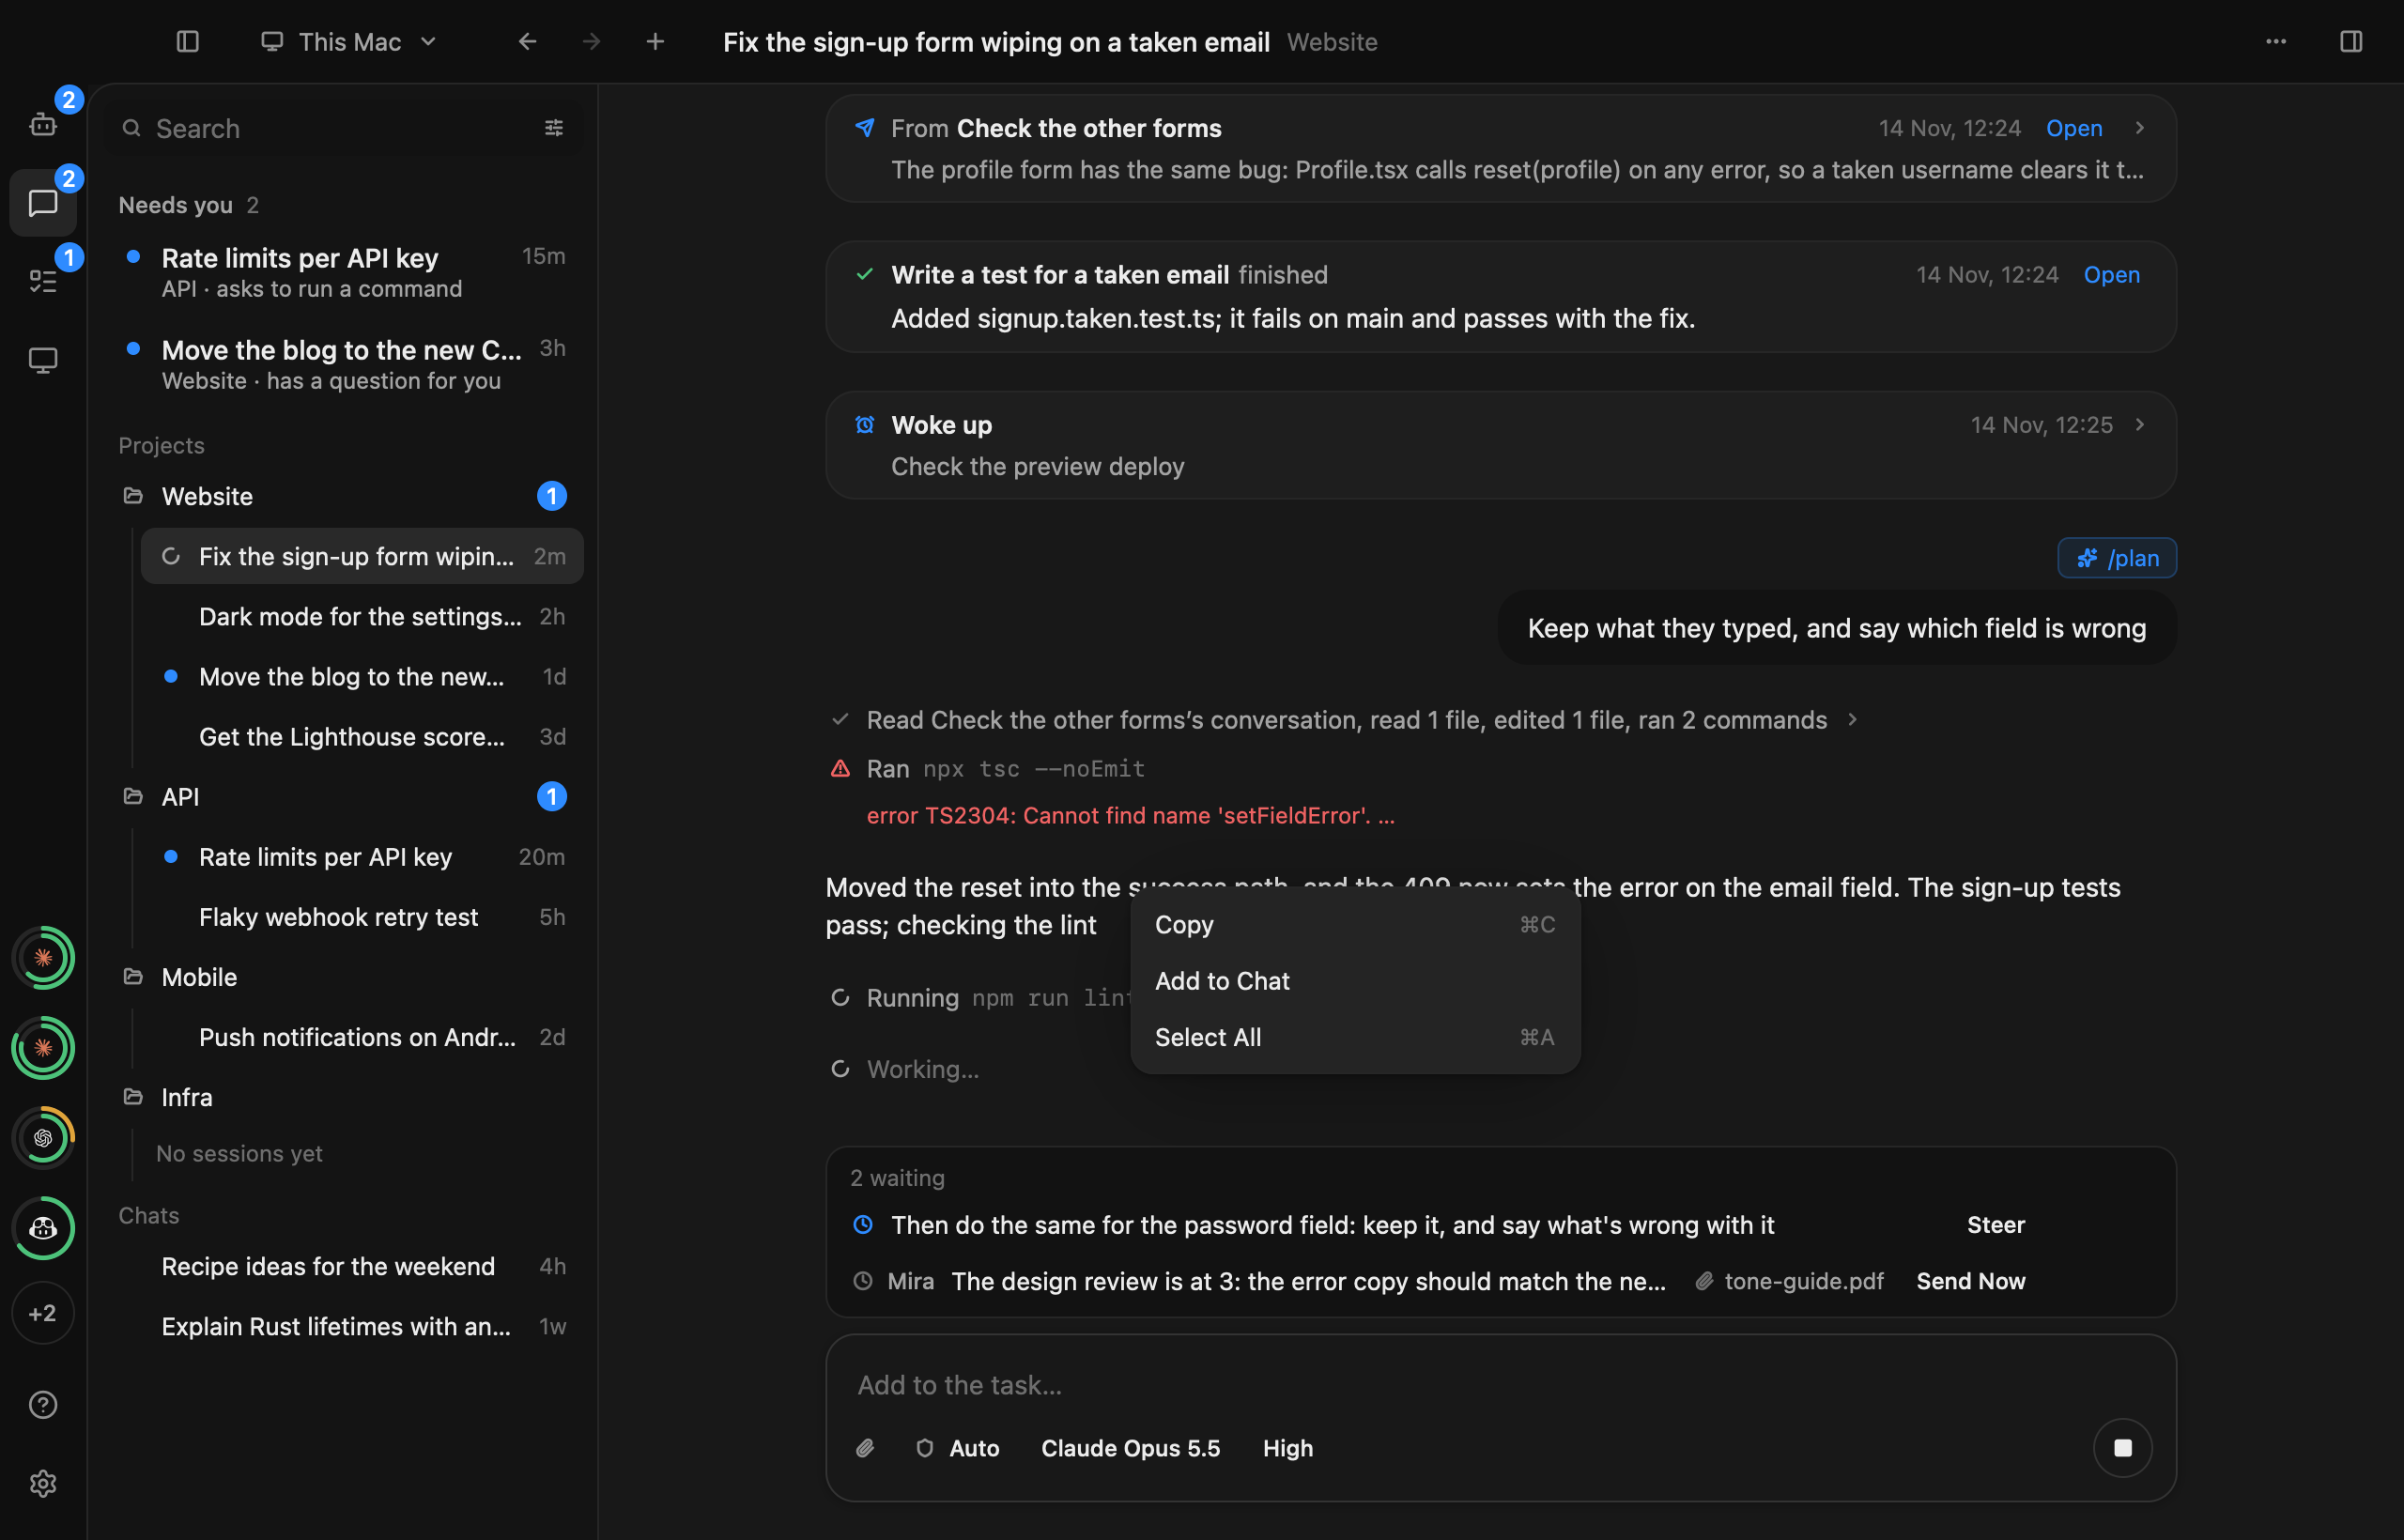 This Mac
Fix the sign-up form wiping on a taken email Website
2
2
1
Search
Needs you 2
Rate limits per API key 15m
API · asks to run a command
Move the blog to the new C... 3h
Website · has a question for you
Projects
Website 1
Fix the sign-up form wipin... 2m
Dark mode for the settings... 2h
Move the blog to the new... 1d
Get the Lighthouse score... 3d
API 1
Rate limits per API key 20m
Flaky webhook retry test 5h
Mobile
Push notifications on Andr... 2d
Infra
No sessions yet
Chats
Recipe ideas for the weekend 4h
Explain Rust lifetimes with an... 1w
+2
From Check the other forms 14 Nov, 12:24 Open
The profile form has the same bug: Profile.tsx calls reset(profile) on any error, so a taken username clears it t...
Write a test for a taken email finished 14 Nov, 12:24 Open
Added signup.taken.test.ts; it fails on main and passes with the fix.
Woke up 14 Nov, 12:25
Check the preview deploy
/plan
Keep what they typed, and say which field is wrong
Read Check the other forms’s conversation, read 1 file, edited 1 file, ran 2 commands
Ran npx tsc --noEmit
error TS2304: Cannot find name 'setFieldError'. ...
Moved the reset into the success path, and the 409 now sets the error on the email field. The sign-up tests
pass; checking the lint
Running npm run lint
Working...
Copy ⌘C
Add to Chat
Select All ⌘A
2 waiting
Then do the same for the password field: keep it, and say what's wrong with it Steer
Mira The design review is at 3: the error copy should match the ne... tone-guide.pdf Send Now
Add to the task...
Auto Claude Opus 5.5 High